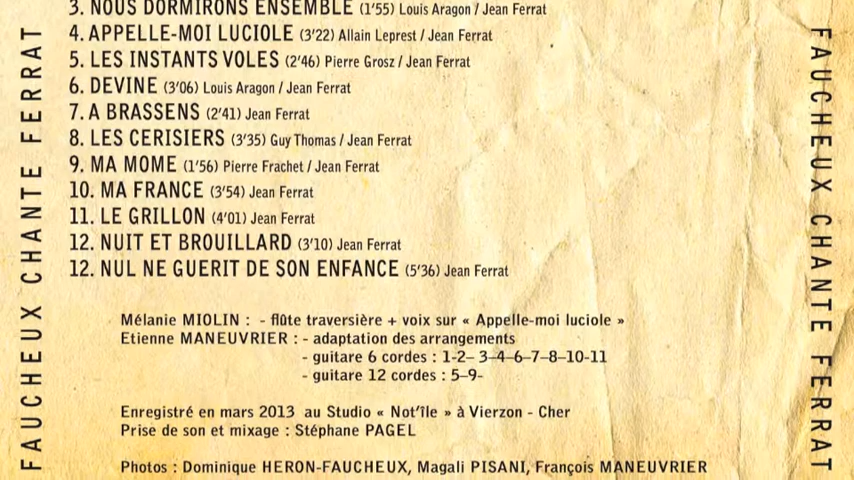 3. NOUS DORMIRONS ENSEMBLE (1'55) Louis Aragon / Jean Ferrat
4. APPELLE-MOI LUCIOLE (3'22) Allain Leprest / Jean Ferrat
5. LES INSTANTS VOLES (2'46) Pierre Grosz / Jean Ferrat
6. DEVINE (3'06) Louis Aragon / Jean Ferrat
7. A BRASSENS (2'41) Jean Ferrat
8. LES CERISIERS (3'35) Guy Thomas / Jean Ferrat
9. MA MOME (1'56) Pierre Frachet / Jean Ferrat
10. MA FRANCE (3'54) Jean Ferrat
11. LE GRILLON (4'01) Jean Ferrat
12. NUIT ET BROUILLARD (3'10) Jean Ferrat
12. NUL NE GUERIT DE SON ENFANCE (5'36) Jean Ferrat
Mélanie MIOLIN : - flûte traversière + voix sur « Appelle-moi luciole »
Etienne MANEUVRIER : - adaptation des arrangements
- guitare 6 cordes : 1-2– 3–4–6–7–8–10-11
- guitare 12 cordes : 5–9-
Enregistré en mars 2013 au Studio « Not'île » à Vierzon - Cher
Prise de son et mixage : Stéphane PAGEL
Photos : Dominique HERON-FAUCHEUX, Magali PISANI, François MANEUVRIER
FAUCHEUX CHANTE FERRAT
FAUCHEUX CHANTE FERRAT